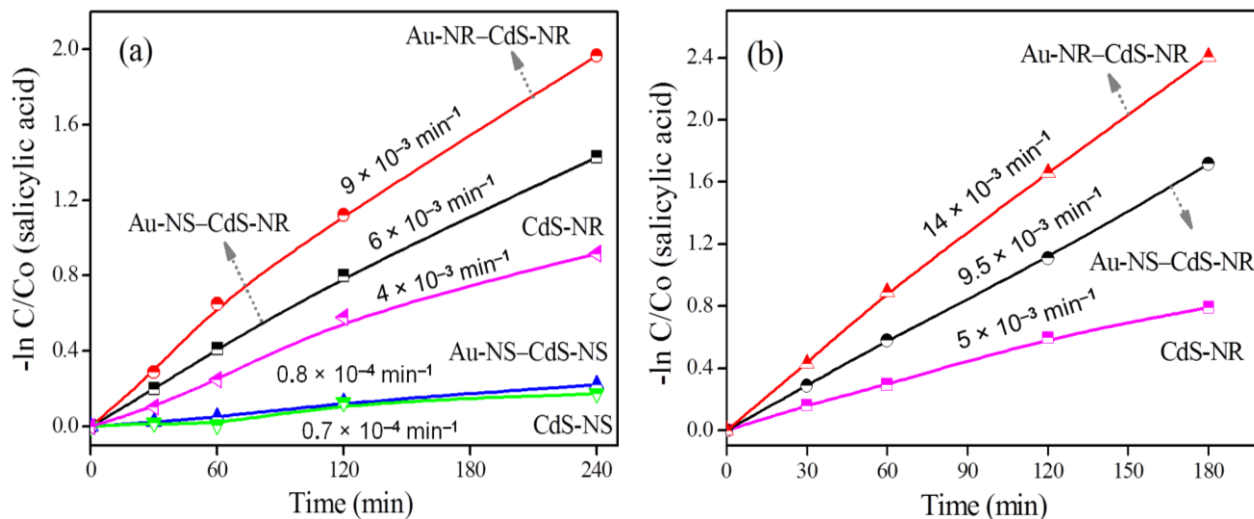 (a)
-ln C/Co (salicylic acid)
2.0
1.6
1.2
0.8
0.4
0.0
Au-NR–CdS-NR
9 × 10⁻³ min⁻¹
Au-NS–CdS-NR
6 × 10⁻³ min⁻¹
CdS-NR
4 × 10⁻³ min⁻¹
Au-NS–CdS-NS
0.8 × 10⁻⁴ min⁻¹
0.7 × 10⁻⁴ min⁻¹
CdS-NS
0 60 120 180 240
Time (min)
(b)
-ln C/Co (salicylic acid)
2.4
2.0
1.6
1.2
0.8
0.4
0.0
Au-NR–CdS-NR
14 × 10⁻³ min⁻¹
9.5 × 10⁻³ min⁻¹
Au-NS–CdS-NR
5 × 10⁻³ min⁻¹
CdS-NR
0 30 60 90 120 150 180
Time (min)